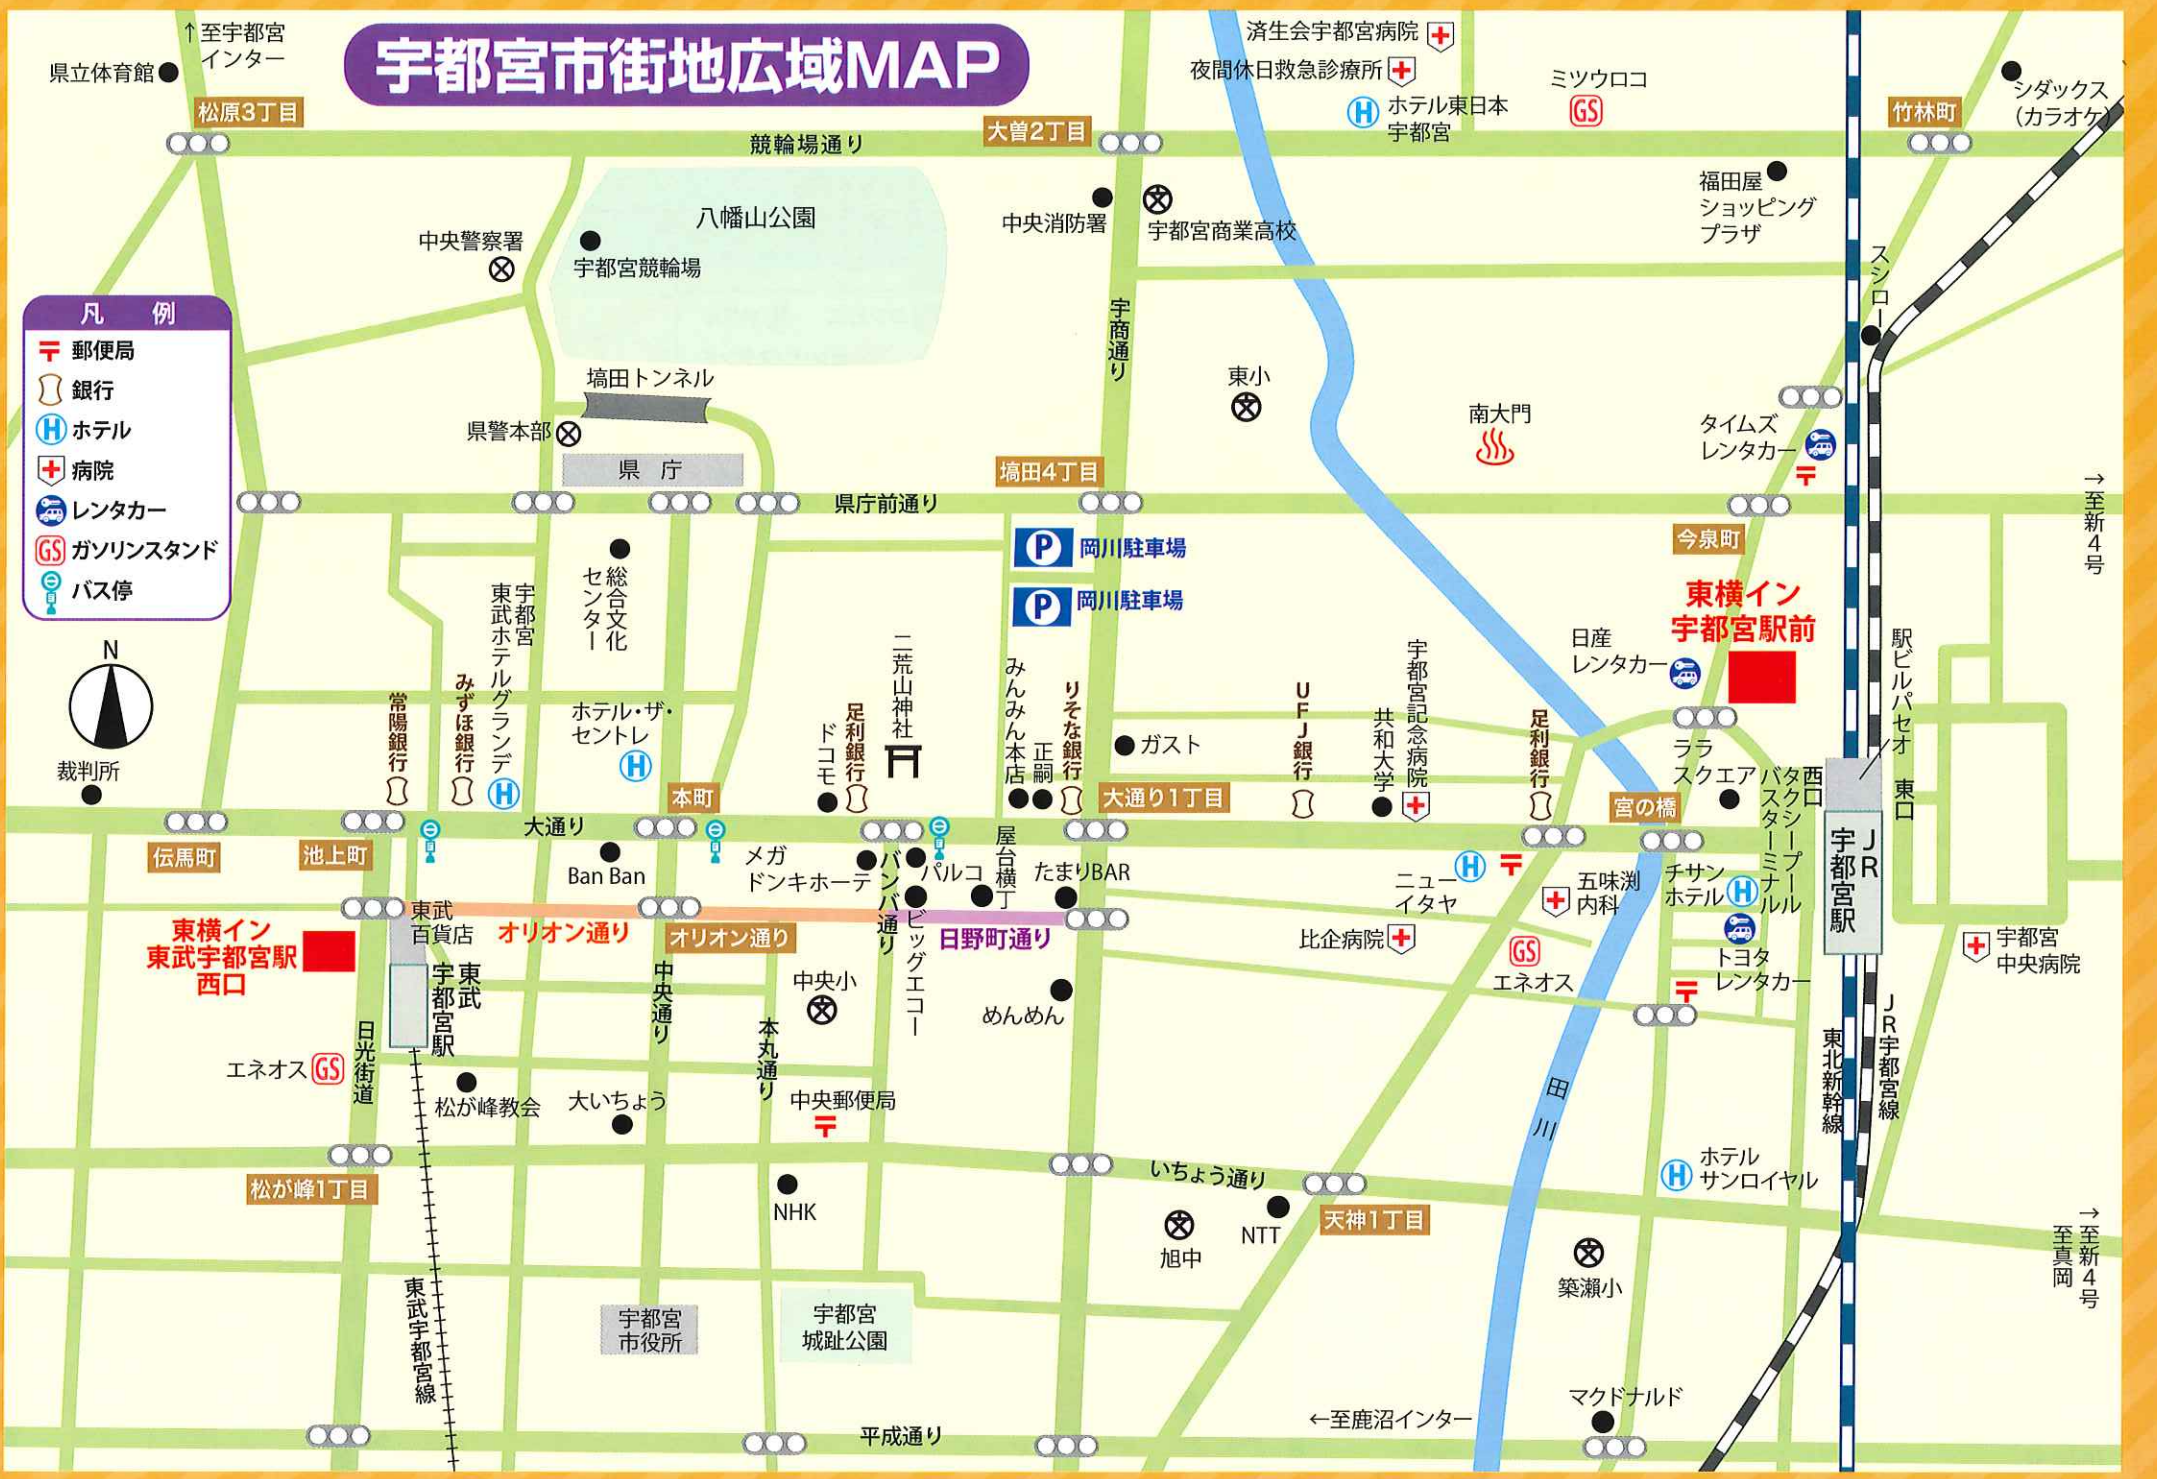 宇都宮市街地広域MAP
↑至宇都宮
インター
県立体育館
松原3丁目
競輪場通り
大曽2丁目
済生会宇都宮病院
夜間休日救急診療所
ホテル東日本
宇都宮
ミツウロコ
GS
竹林町
シダックス
(カラオケ)
八幡山公園
中央警察署
宇都宮競輪場
中央消防署
宇都宮商業高校
福田屋
ショッピング
プラザ
スシロー
宇商通り
凡 例
郵便局
銀行
H ホテル
病院
レンタカー
GS ガソリンスタンド
バス停
N
裁判所
塙田トンネル
県警本部
県 庁
塙田4丁目
県庁前通り
東小
南大門
タイムズ
レンタカー
→至新4号
今泉町
P 岡川駐車場
P 岡川駐車場
東横イン
宇都宮駅前
日産
レンタカー
総合文化
センター
宇都宮
東武ホテルグランデ
H
常陽銀行
みずほ銀行
ホテル・ザ・
セントレ
H
ドコモ
足利銀行
二荒山神社
みんみん本店
正嗣
りそな銀行
ガスト
UFJ銀行
共和大学
宇都宮記念病院
足利銀行
ララ
スクエア
駅ビルパセオ
西口
タクシープール
バスターミナル
東口
JR
宇都宮駅
伝馬町
池上町
大通り
本町
大通り1丁目
宮の橋
Ban Ban
メガ
ドンキホーテ
バンバ通り
パルコ
屋台横丁
たまりBAR
ビッグエコー
ニュー
イタヤ
H
五味渕
内科
チサン
ホテル
H
比企病院
GS
エネオス
トヨタ
レンタカー
宇都宮
中央病院
東横イン
東武宇都宮駅
西口
東武
百貨店
オリオン通り
オリオン通り
日野町通り
東武
宇都宮駅
中央通り
中央小
めんめん
本丸通り
日光街道
エネオス GS
松が峰教会
大いちょう
中央郵便局
田川
東北新幹線
JR宇都宮線
松が峰1丁目
NHK
いちょう通り
旭中
NTT
天神1丁目
H ホテル
サンロイヤル
築瀬小
→至新4号
至真岡
東武宇都宮線
宇都宮
市役所
宇都宮
城趾公園
マクドナルド
←至鹿沼インター
平成通り